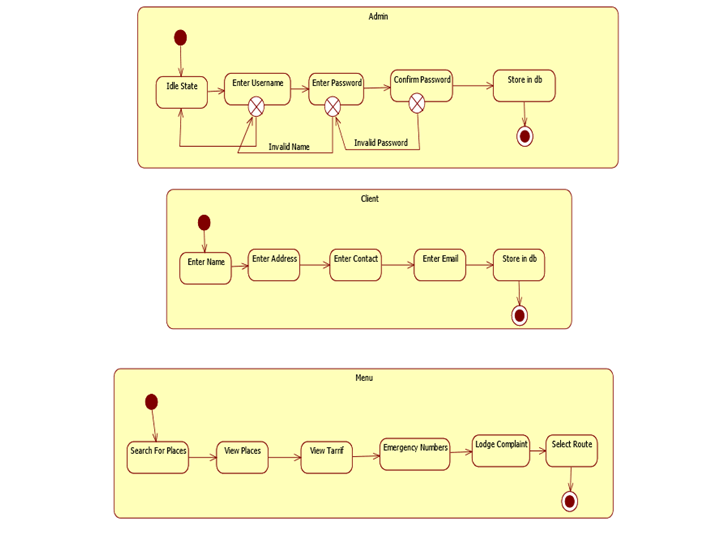 Admin
Idle State
Enter Username
Enter Password
Confirm Password
Store in db
Invalid Name
Invalid Password
Client
Enter Name
Enter Address
Enter Contact
Enter Email
Store in db
Menu
Search For Places
View Places
View Tarrif
Emergency Numbers
Lodge Complaint
Select Route